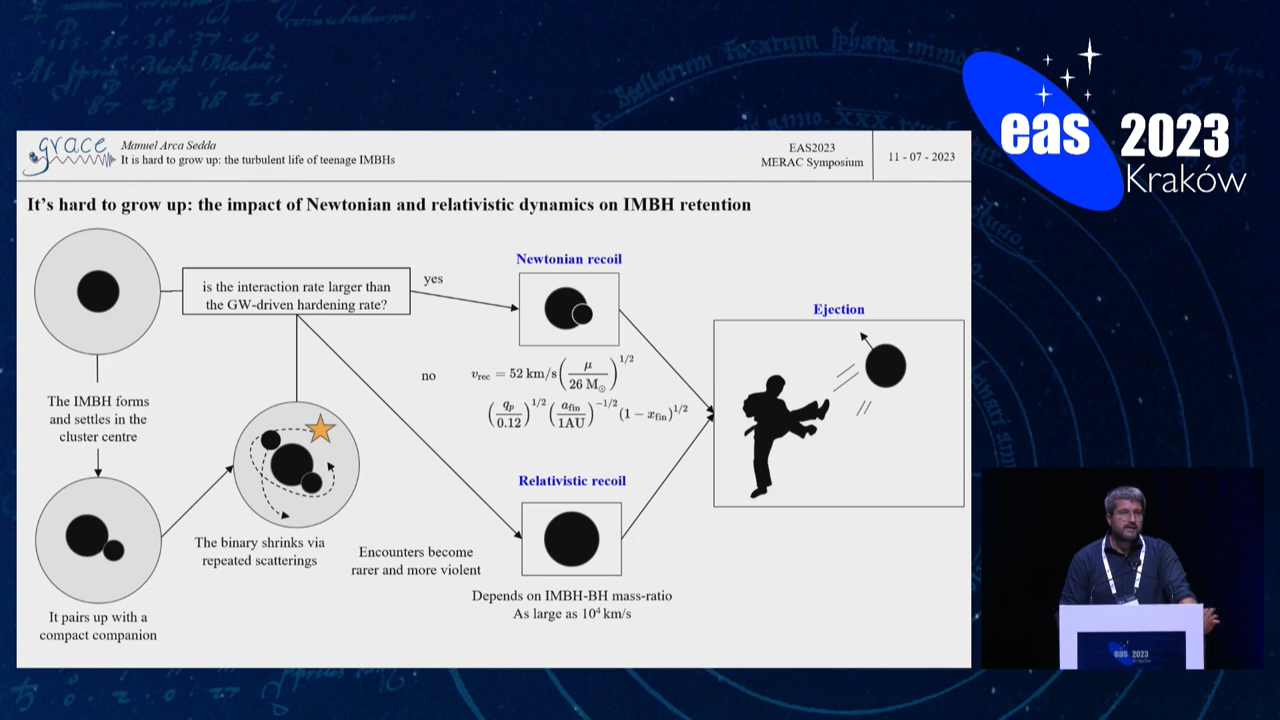 eas 2023
Kraków
grace
Manuel Arca Sedda
It is hard to grow up: the turbulent life of teenage IMBHs
EAS2023
MERAC Symposium
11 - 07 - 2023
It's hard to grow up: the impact of Newtonian and relativistic dynamics on IMBH retention
is the interaction rate larger than
the GW-driven hardening rate?
yes
no
The IMBH forms
and settles in the
cluster centre
It pairs up with a
compact companion
The binary shrinks via
repeated scatterings
Encounters become
rarer and more violent
Newtonian recoil
v_rec = 52 km/s (μ / 26 M☉)^1/2
(q_p / 0.12)^1/2 (a_fin / 1AU)^−1/2 (1 − x_fin)^1/2
Relativistic recoil
Depends on IMBH-BH mass-ratio
As large as 10⁴ km/s
Ejection
eas 2023
Kraków